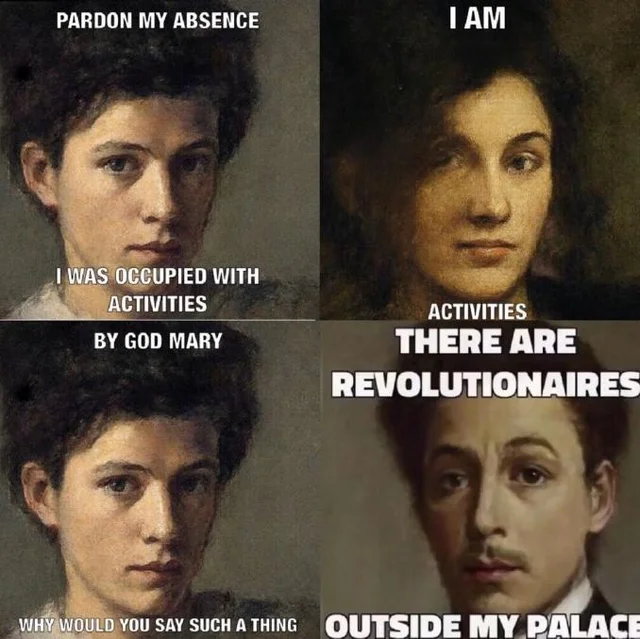 PARDON MY ABSENCE
I WAS OCCUPIED WITH
ACTIVITIES
I AM
ACTIVITIES
BY GOD MARY
WHY WOULD YOU SAY SUCH A THING
THERE ARE
REVOLUTIONAIRES
OUTSIDE MY PALACE